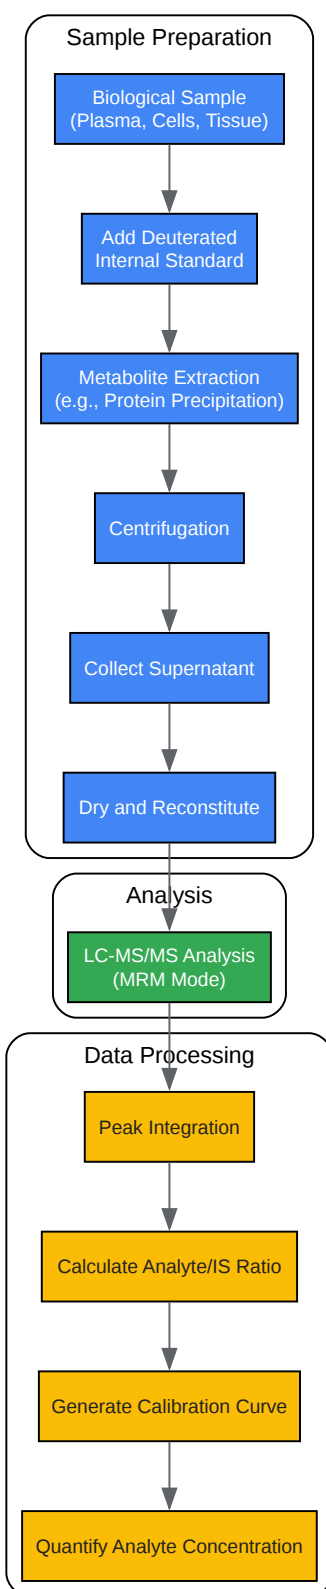 Sample Preparation
Biological Sample
(Plasma, Cells, Tissue)
Add Deuterated
Internal Standard
Metabolite Extraction
(e.g., Protein Precipitation)
Centrifugation
Collect Supernatant
Dry and Reconstitute
Analysis
LC-MS/MS Analysis
(MRM Mode)
Data Processing
Peak Integration
Calculate Analyte/IS Ratio
Generate Calibration Curve
Quantify Analyte Concentration